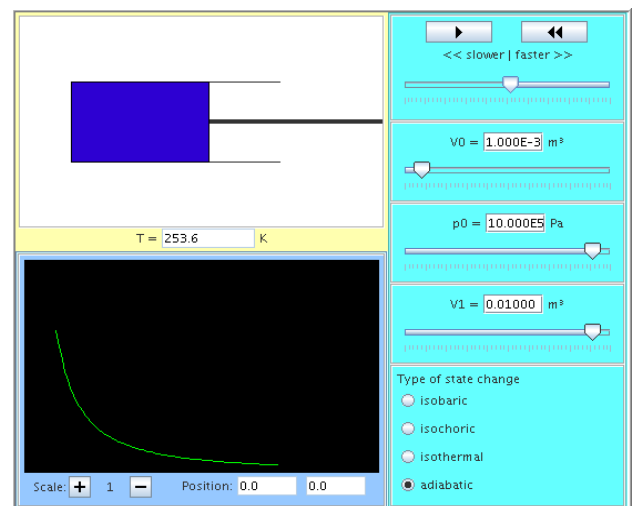 << slower | faster >>
V0 = 1.000E-3 m³
p0 = 10.000E5 Pa
T = 253.6 K
V1 = 0.01000 m³
Type of state change
isobaric
isochoric
isothermal
adiabatic
Scale: + 1 − Position: 0.0 0.0